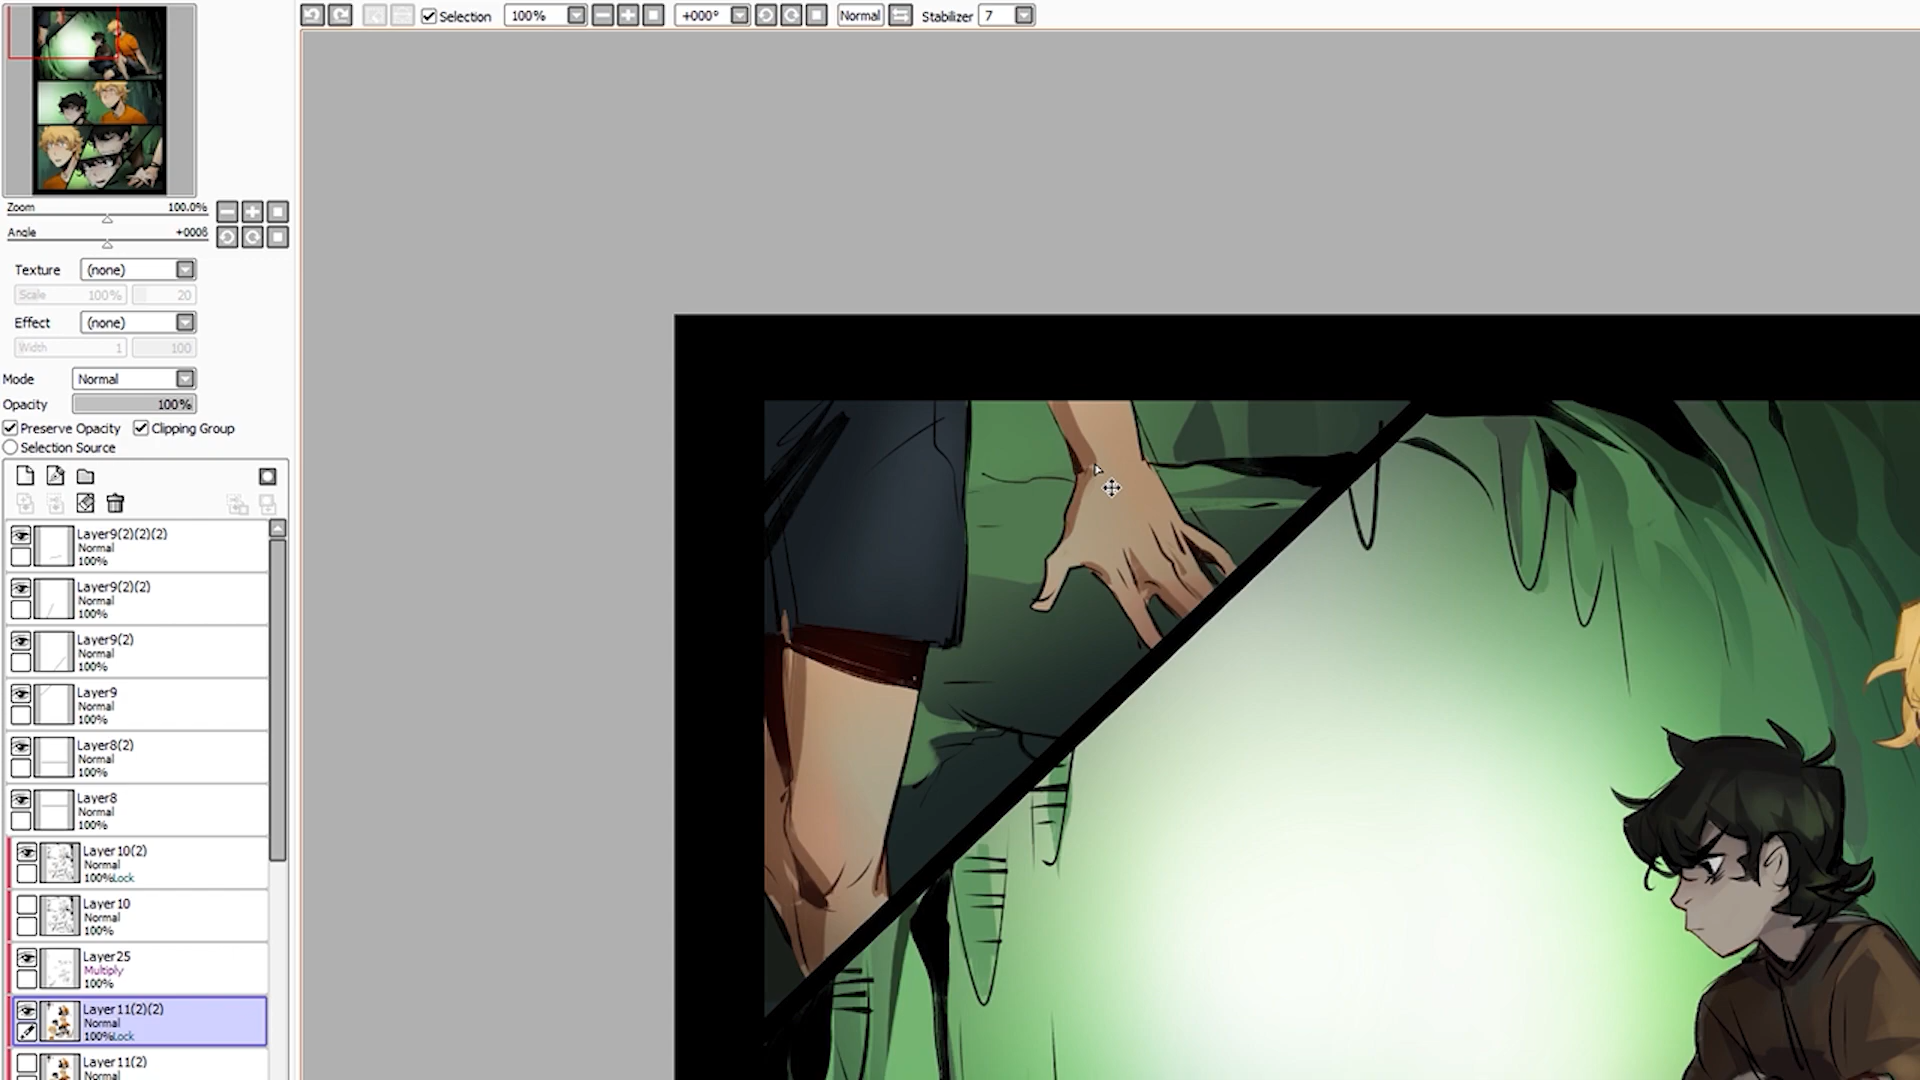 Selection 100% +000° Normal Stabilizer 7
Zoom 100.0%
Angle +000ß
Texture (none)
Scale 100% 20
Effect (none)
Width 1 100
Mode Normal
Opacity 100%
Preserve Opacity Clipping Group
Selection Source
Layer9(2)(2)(2)
Normal
100%
Layer9(2)(2)
Normal
100%
Layer9(2)
Normal
100%
Layer9
Normal
100%
Layer8(2)
Normal
100%
Layer8
Normal
100%
Layer10(2)
Normal
100%Lock
Layer10
Normal
100%
Layer25
Multiply
100%
Layer11(2)(2)
Normal
100%Lock
Layer11(2)
Normal